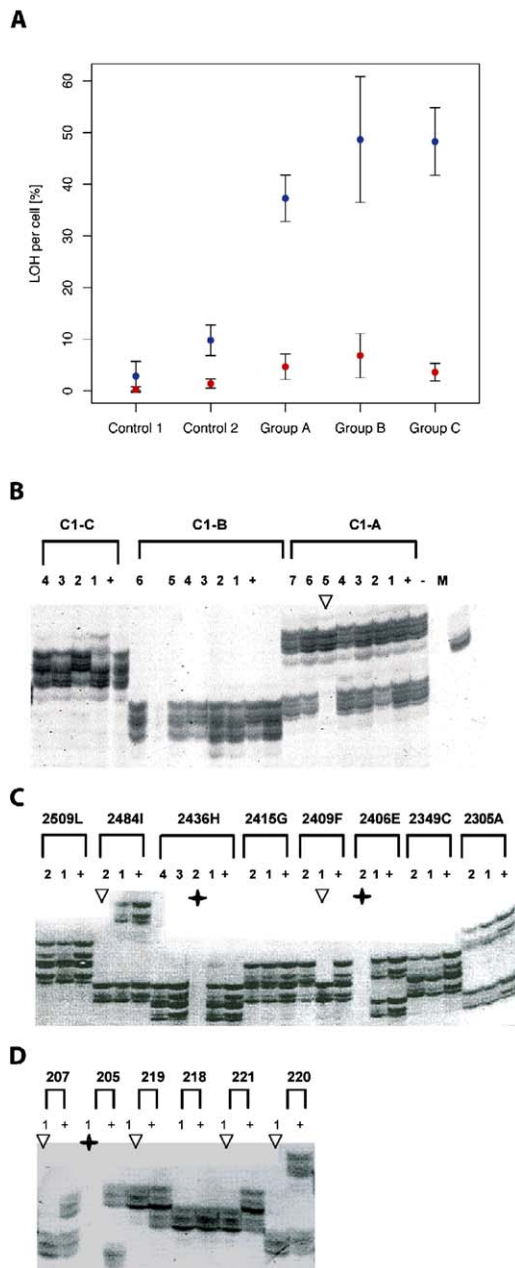 A
LOH per cell [%]
60
50
40
30
20
10
0
Control 1 Control 2 Group A Group B Group C
B
C1-C C1-B C1-A
4 3 2 1 + 6 5 4 3 2 1 + 7 6 5 4 3 2 1 + - M
C
2509L 2484I 2436H 2415G 2409F 2406E 2349C 2305A
2 1 + 2 1 + 4 3 2 1 + 2 1 + 2 1 + 2 1 + 2 1 + 2 1 +
D
207 205 219 218 221 220
1 + 1 + 1 + 1 + 1 + 1 +